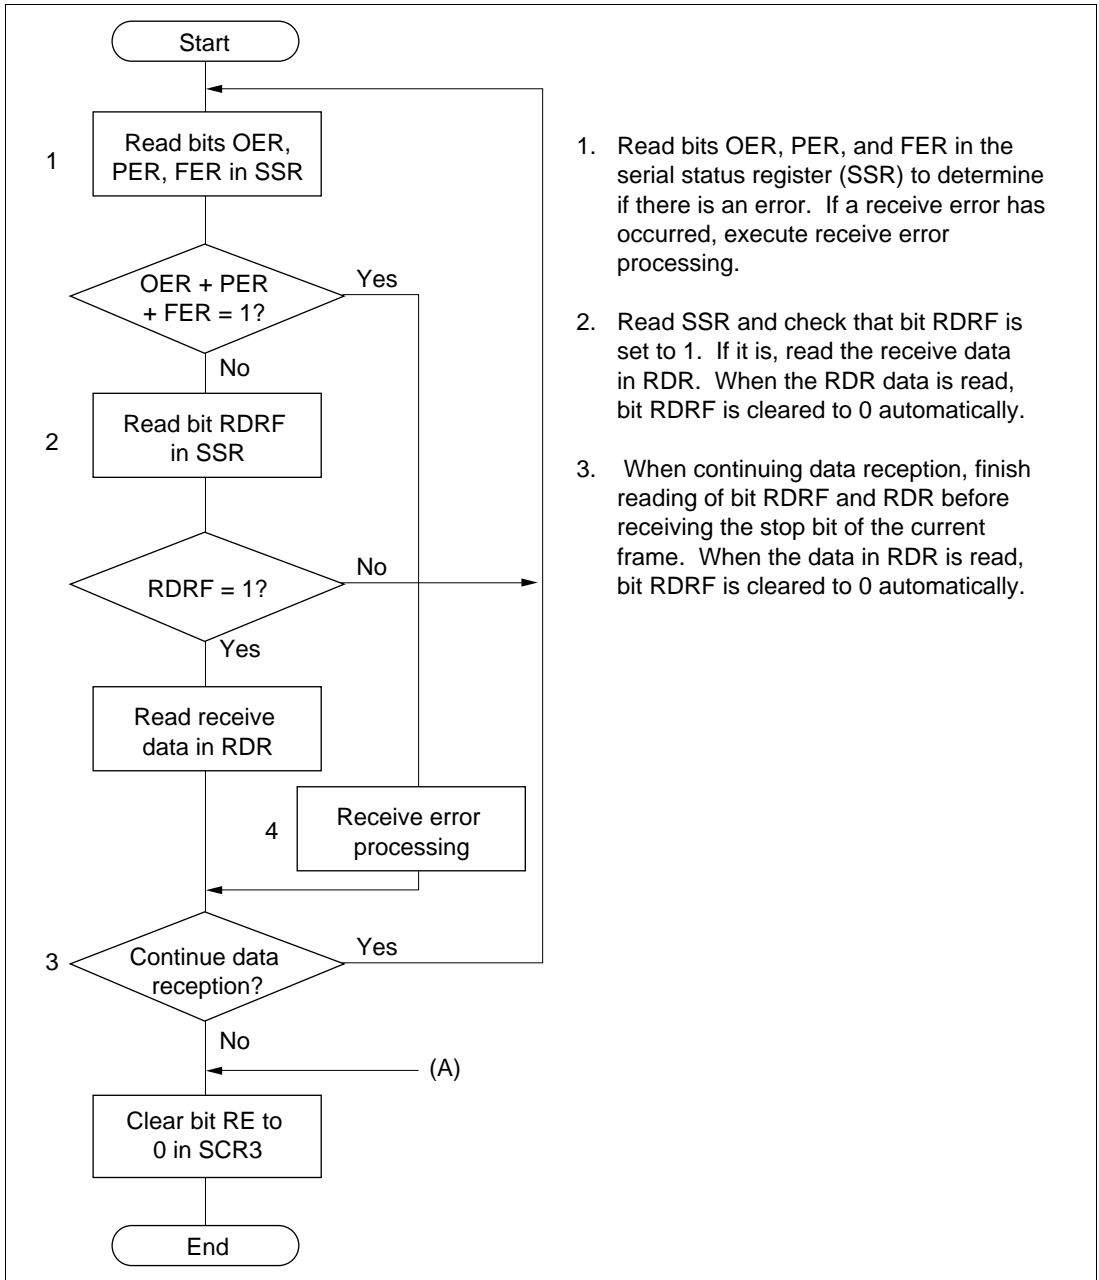 Start
1
Read bits OER,
PER, FER in SSR
OER + PER
+ FER = 1?
Yes
No
2
Read bit RDRF
in SSR
RDRF = 1?
No
Yes
Read receive
data in RDR
4
Receive error
processing
3
Continue data
reception?
Yes
No
(A)
Clear bit RE to
0 in SCR3
End
1. Read bits OER, PER, and FER in the
serial status register (SSR) to determine
if there is an error. If a receive error has
occurred, execute receive error
processing.
2. Read SSR and check that bit RDRF is
set to 1. If it is, read the receive data
in RDR. When the RDR data is read,
bit RDRF is cleared to 0 automatically.
3. When continuing data reception, finish
reading of bit RDRF and RDR before
receiving the stop bit of the current
frame. When the data in RDR is read,
bit RDRF is cleared to 0 automatically.